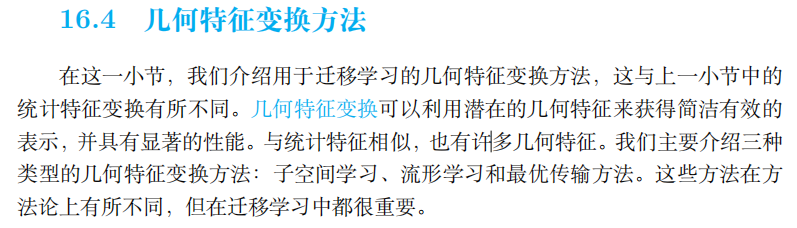 16.4 几何特征变换方法
在这一小节，我们介绍用于迁移学习的几何特征变换方法，这与上一小节中的
统计特征变换有所不同。几何特征变换可以利用潜在的几何特征来获得简洁有效的
表示，并具有显著的性能。与统计特征相似，也有许多几何特征。我们主要介绍三种
类型的几何特征变换方法：子空间学习、流形学习和最优传输方法。这些方法在方
法论上有所不同，但在迁移学习中都很重要。